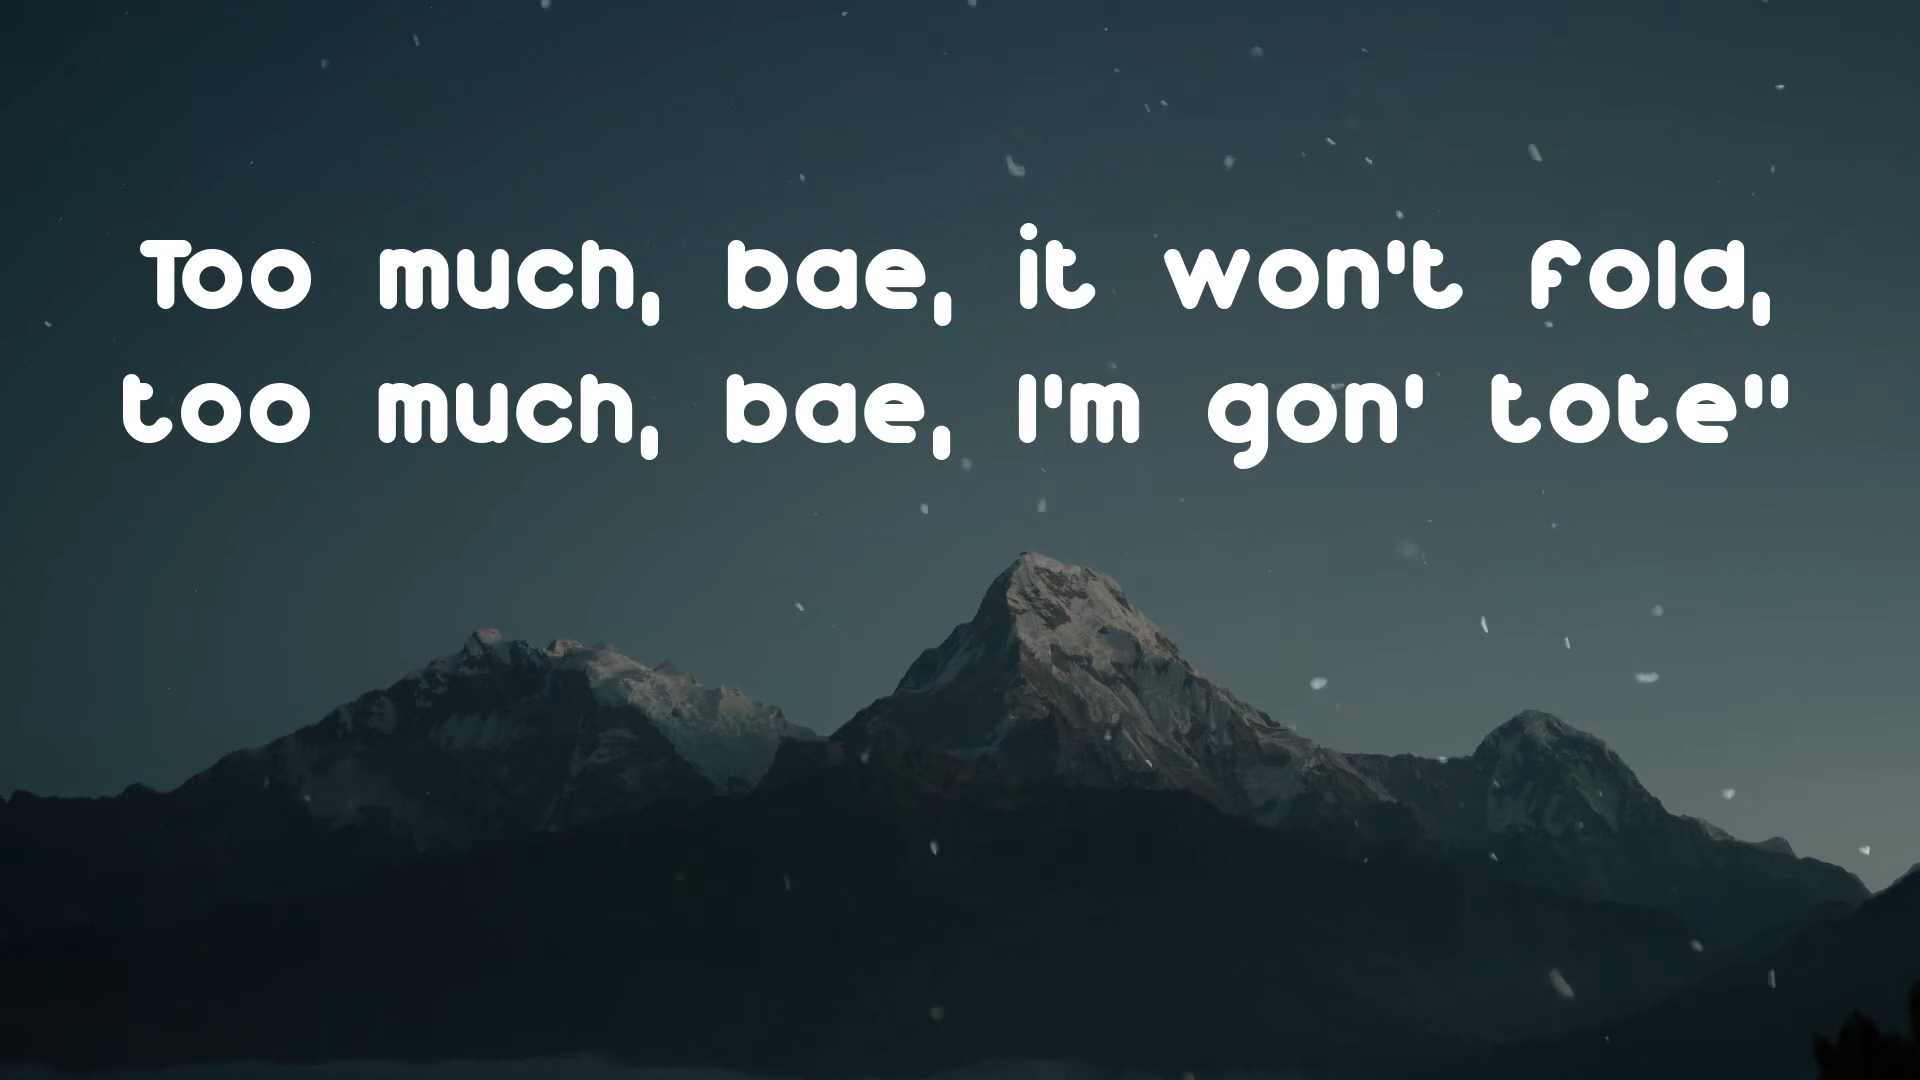 Too much, bae, it won't fold,
too much, bae, I'm gon' tote"